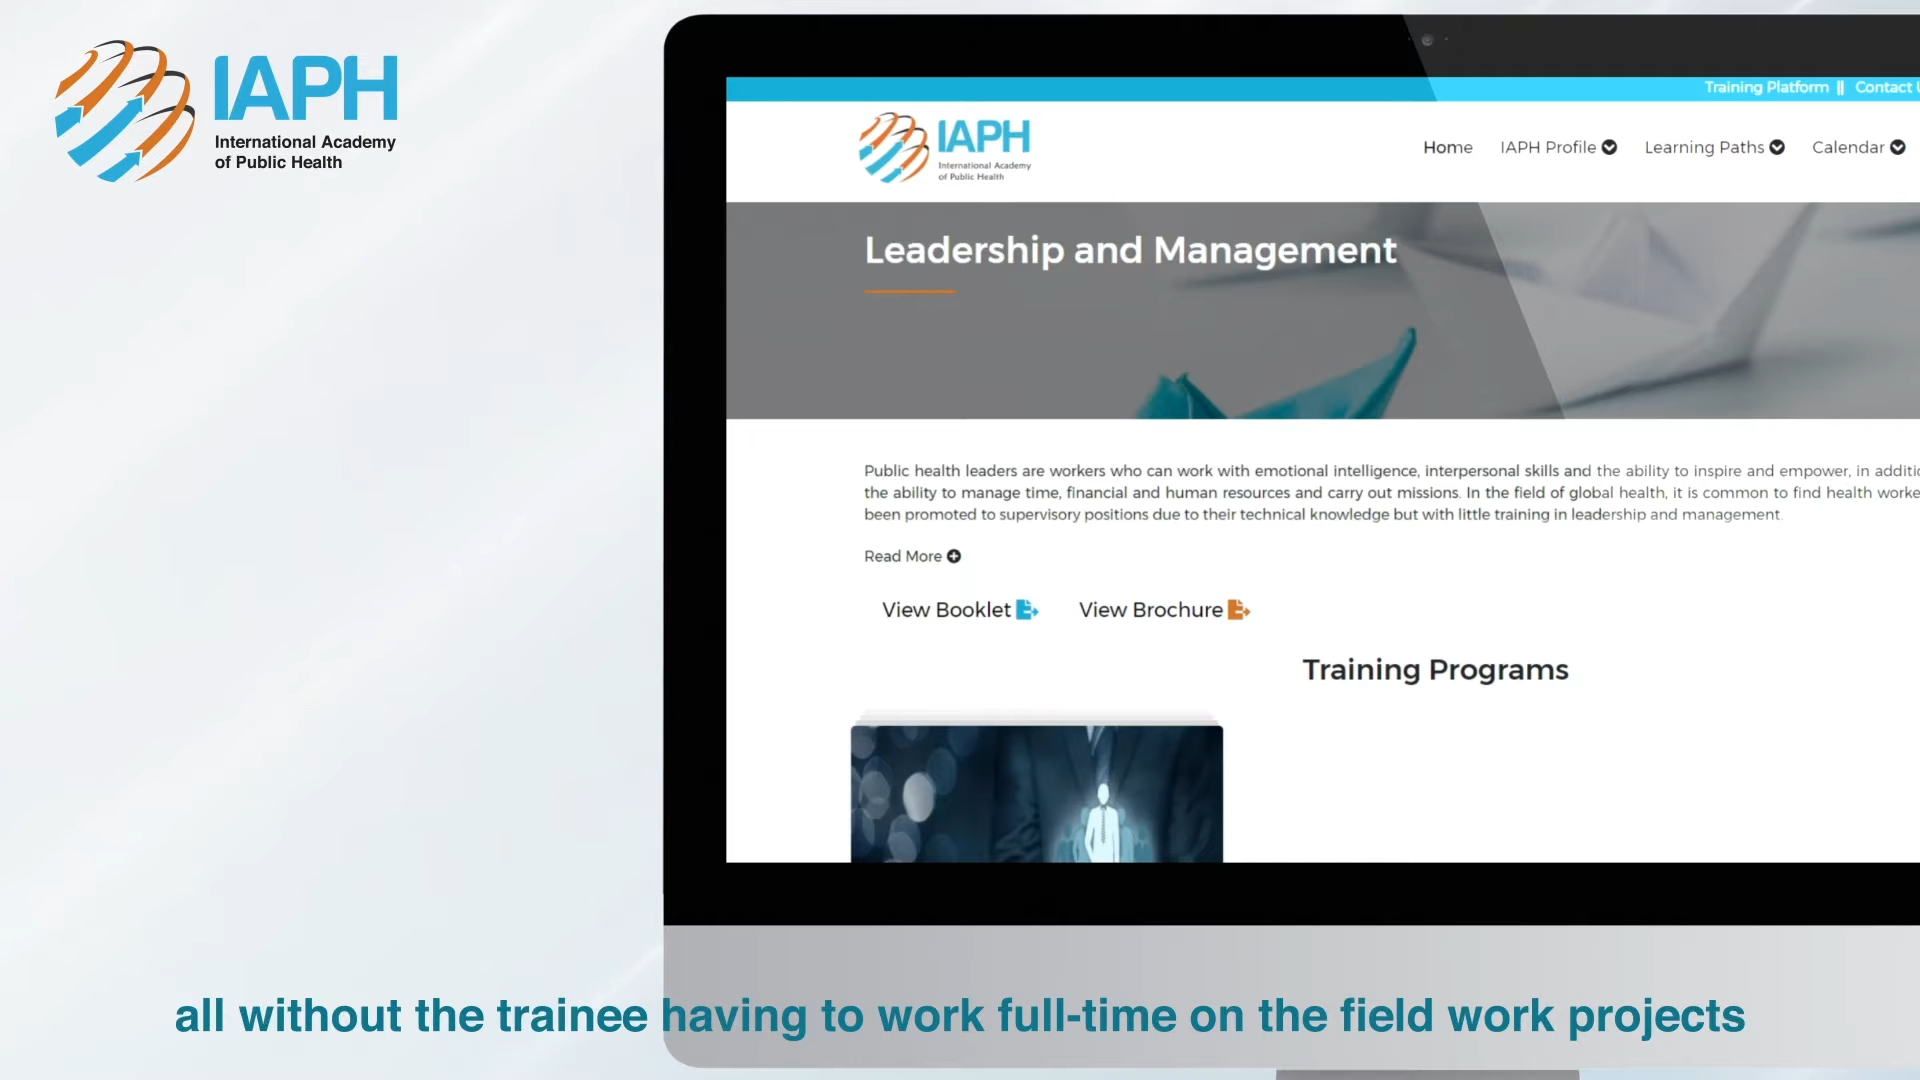 IAPH
International Academy
of Public Health
Training Platform || Contact
IAPH
International Academy
of Public Health
Home IAPH Profile Learning Paths Calendar
Leadership and Management
Public health leaders are workers who can work with emotional intelligence, interpersonal skills and the ability to inspire and empower, in
the ability to manage time, financial and human resources and carry out missions. In the field of global health, it is common to find health
been promoted to supervisory positions due to their technical knowledge but with little training in leadership and management.
Read More
View Booklet View Brochure
Training Programs
all without the trainee having to work full-time on the field work projects